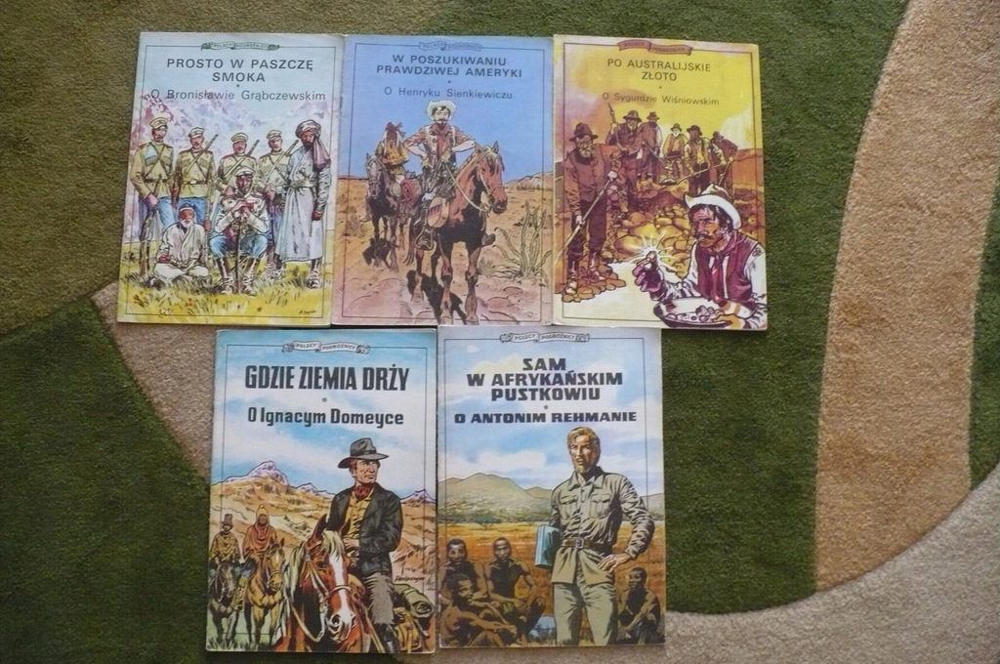 POLSCY PODRÓŻNICY
PROSTO W PASZCZĘ
SMOKA
O Bronisławie Grąbczewskim
POLSCY PODRÓŻNICY
W POSZUKIWANIU
PRAWDZIWEJ AMERYKI
O Henryku Sienkiewiczu
POLSCY PODRÓŻNICY
PO AUSTRALIJSKIE
ZŁOTO
O Sygurdzie Wiśniowskim
POLSCY PODRÓŻNICY
GDZIE ZIEMIA DRŻY
O Ignacym Domeyce
POLSCY PODRÓŻNICY
SAM
W AFRYKAŃSKIM
PUSTKOWIU
O ANTONIM REHMANIE